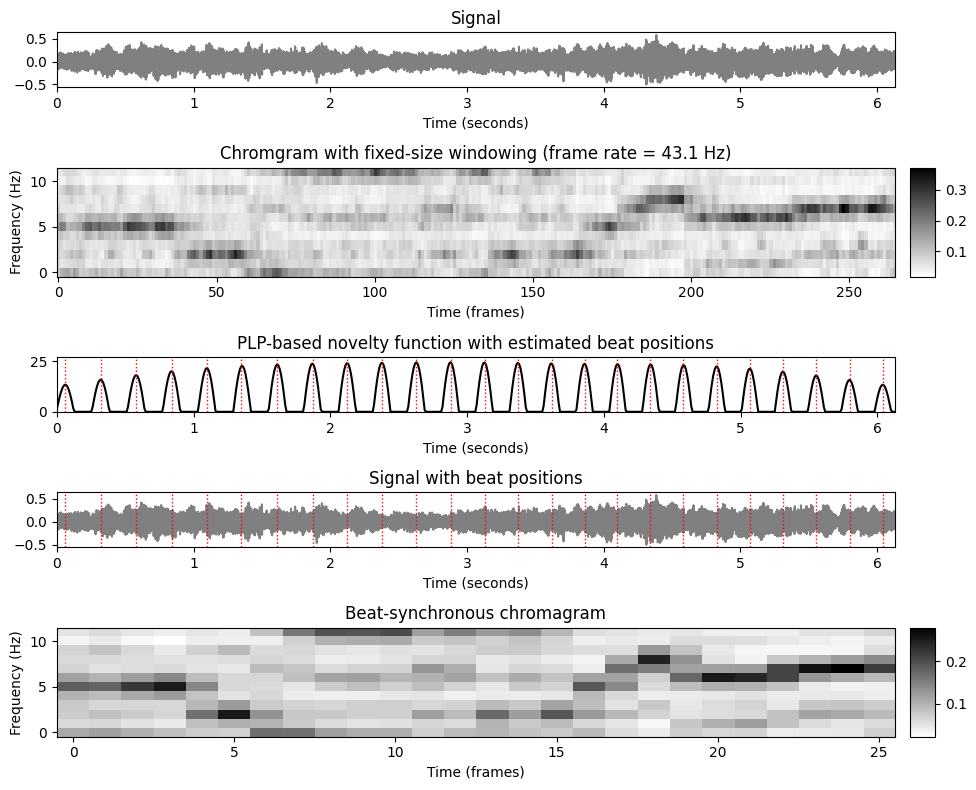 Signal
0.5
0.0
−0.5
0 1 2 3 4 5 6
Time (seconds)
Chromgram with fixed-size windowing (frame rate = 43.1 Hz)
Frequency (Hz)
10
5
0
0 50 100 150 200 250
Time (frames)
0.3
0.2
0.1
PLP-based novelty function with estimated beat positions
25
0
0 1 2 3 4 5 6
Time (seconds)
Signal with beat positions
0.5
0.0
−0.5
0 1 2 3 4 5 6
Time (seconds)
Beat-synchronous chromagram
Frequency (Hz)
10
5
0
0 5 10 15 20 25
Time (frames)
0.2
0.1